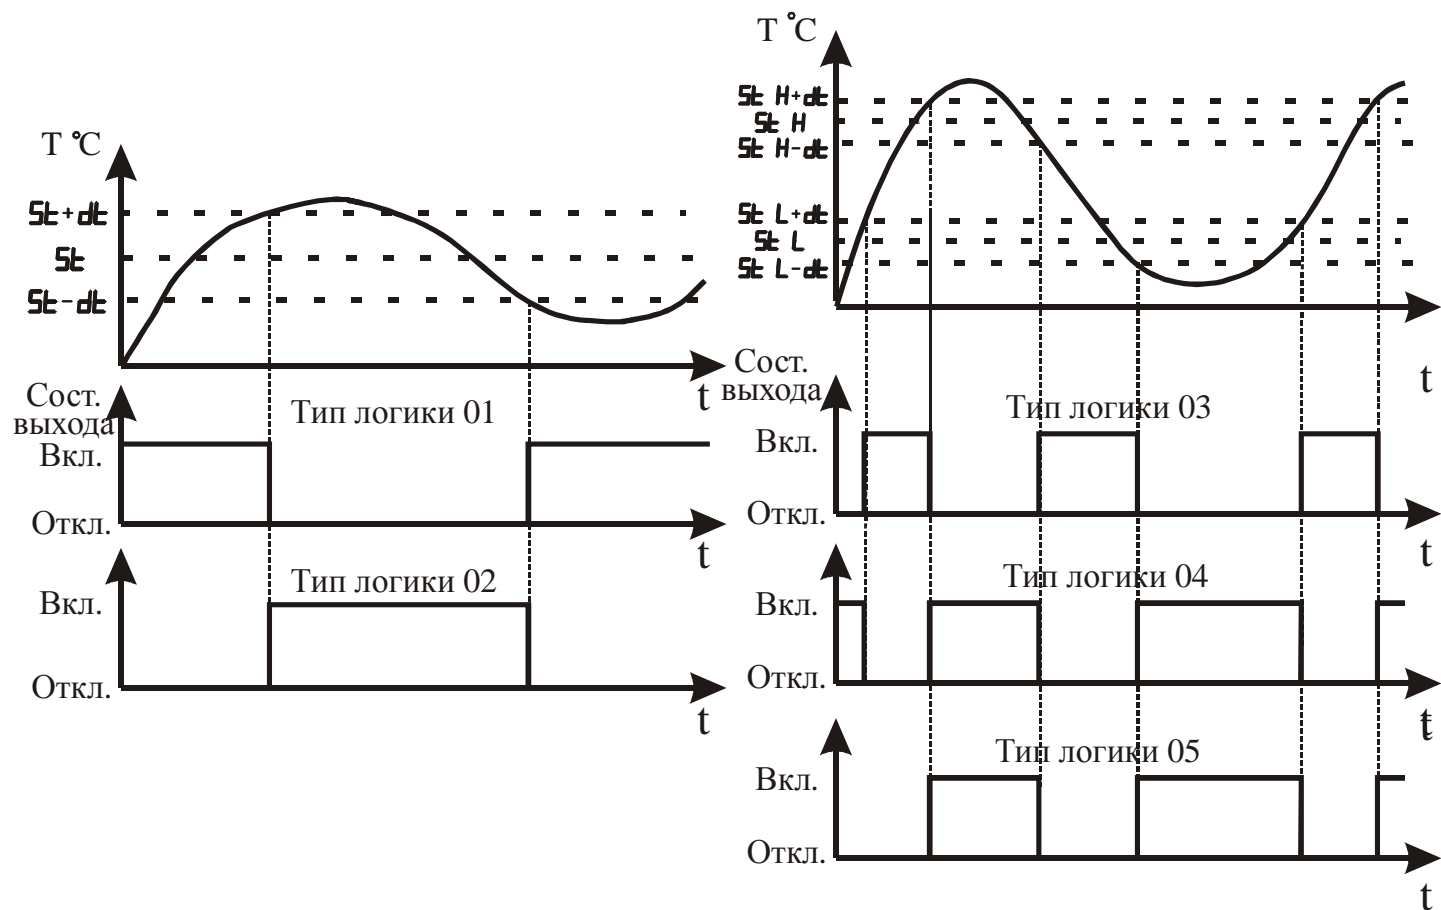 T °C
St+dt
St
St-dt
t
Сост.
выхода
Вкл.
Откл.
Тип логики 01
t
Вкл.
Откл.
Тип логики 02
t
T °C
St H+dt
St H
St H-dt
St L+dt
St L
St L-dt
t
Сост.
выхода
Вкл.
Откл.
Тип логики 03
t
Вкл.
Откл.
Тип логики 04
t
Вкл.
Откл.
Тип логики 05
t